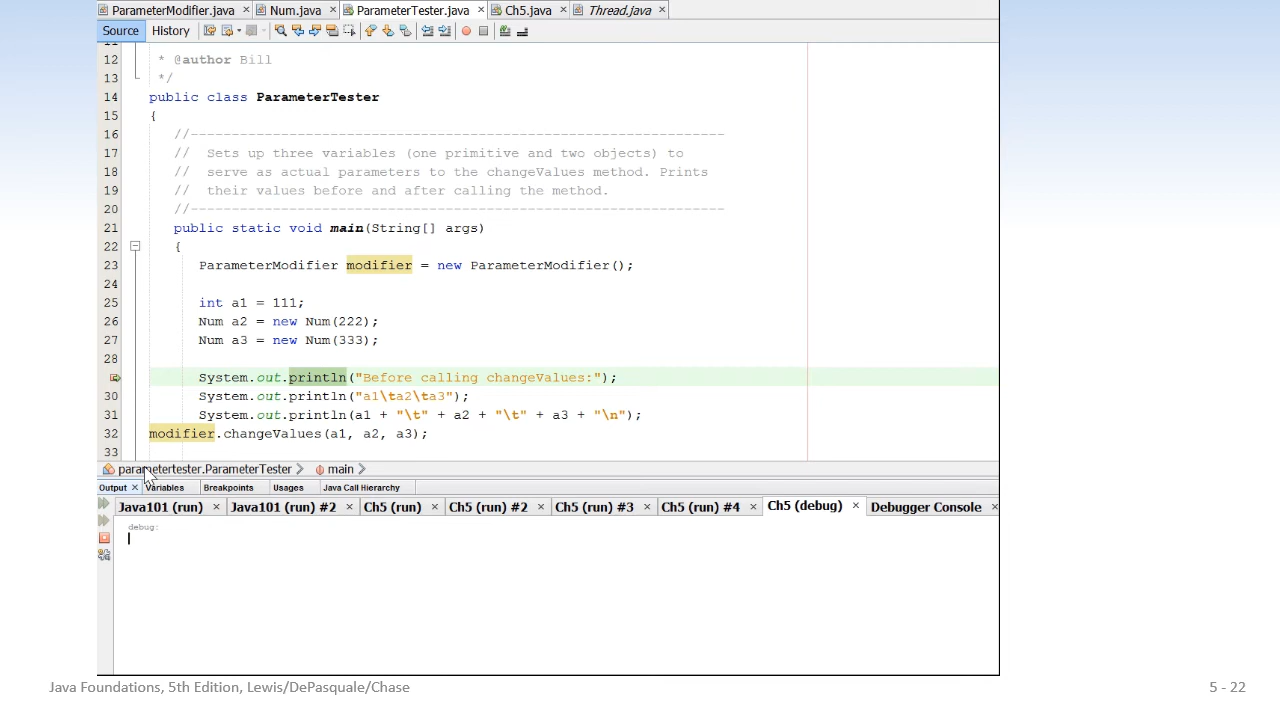 ParameterModifier.java × Num.java × ParameterTester.java × Ch5.java × Thread.java ×
Source History
11
12 * @author Bill
13 */
14 public class ParameterTester
15 {
16 //-----------------------------------------------------------------
17 // Sets up three variables (one primitive and two objects) to
18 // serve as actual parameters to the changeValues method. Prints
19 // their values before and after calling the method.
20 //-----------------------------------------------------------------
21 public static void main(String[] args)
22 {
23 ParameterModifier modifier = new ParameterModifier();
24
25 int a1 = 111;
26 Num a2 = new Num(222);
27 Num a3 = new Num(333);
28
System.out.println("Before calling changeValues:");
30 System.out.println("a1\ta2\ta3");
31 System.out.println(a1 + "\t" + a2 + "\t" + a3 + "\n");
32 modifier.changeValues(a1, a2, a3);
33
parametertester.ParameterTester main
Output × Variables Breakpoints Usages Java Call Hierarchy
Java101 (run) × Java101 (run) #2 × Ch5 (run) × Ch5 (run) #2 × Ch5 (run) #3 × Ch5 (run) #4 × Ch5 (debug) × Debugger Console ×
debug:
Java Foundations, 5th Edition, Lewis/DePasquale/Chase
5 - 22